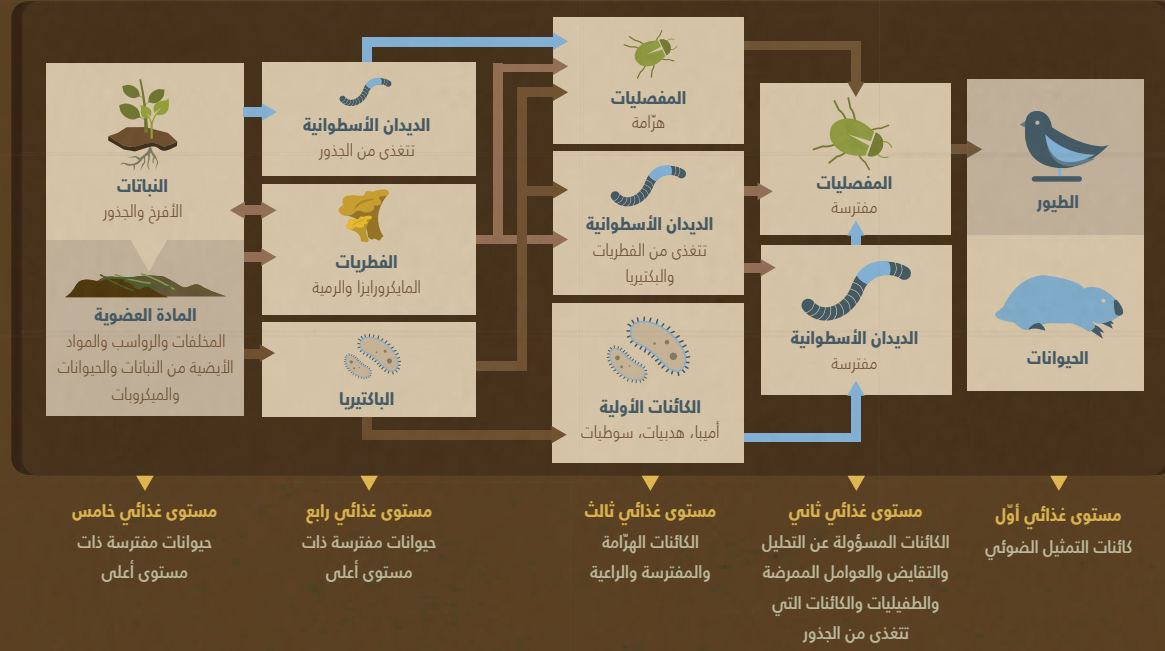 النباتات
الأفرخ والجذور
المادة العضوية
المخلفات والرواسب والمواد
الأيضية من النباتات والحيوانات
والميكروبات
الديدان الأسطوانية
تتغذى من الجذور
الفطريات
المايكرورايزا والرمية
الباكتيريا
المفصليات
هرّامة
الديدان الأسطوانية
تتغذى من الفطريات
والبكتيريا
الكائنات الأولية
أميبا، هدبيات، سوطيات
المفصليات
مفترسة
الديدان الأسطوانية
مفترسة
الطيور
الحيوانات
مستوى غذائي أوّل
كائنات التمثيل الضوئي
مستوى غذائي ثاني
الكائنات المسؤولة عن التحليل
والتقايض والعوامل الممرضة
والطفيليات والكائنات التي
تتغذى من الجذور
مستوى غذائي ثالث
الكائنات الهرّامة
والمفترسة والراعية
مستوى غذائي رابع
حيوانات مفترسة ذات
مستوى أعلى
مستوى غذائي خامس
حيوانات مفترسة ذات
مستوى أعلى